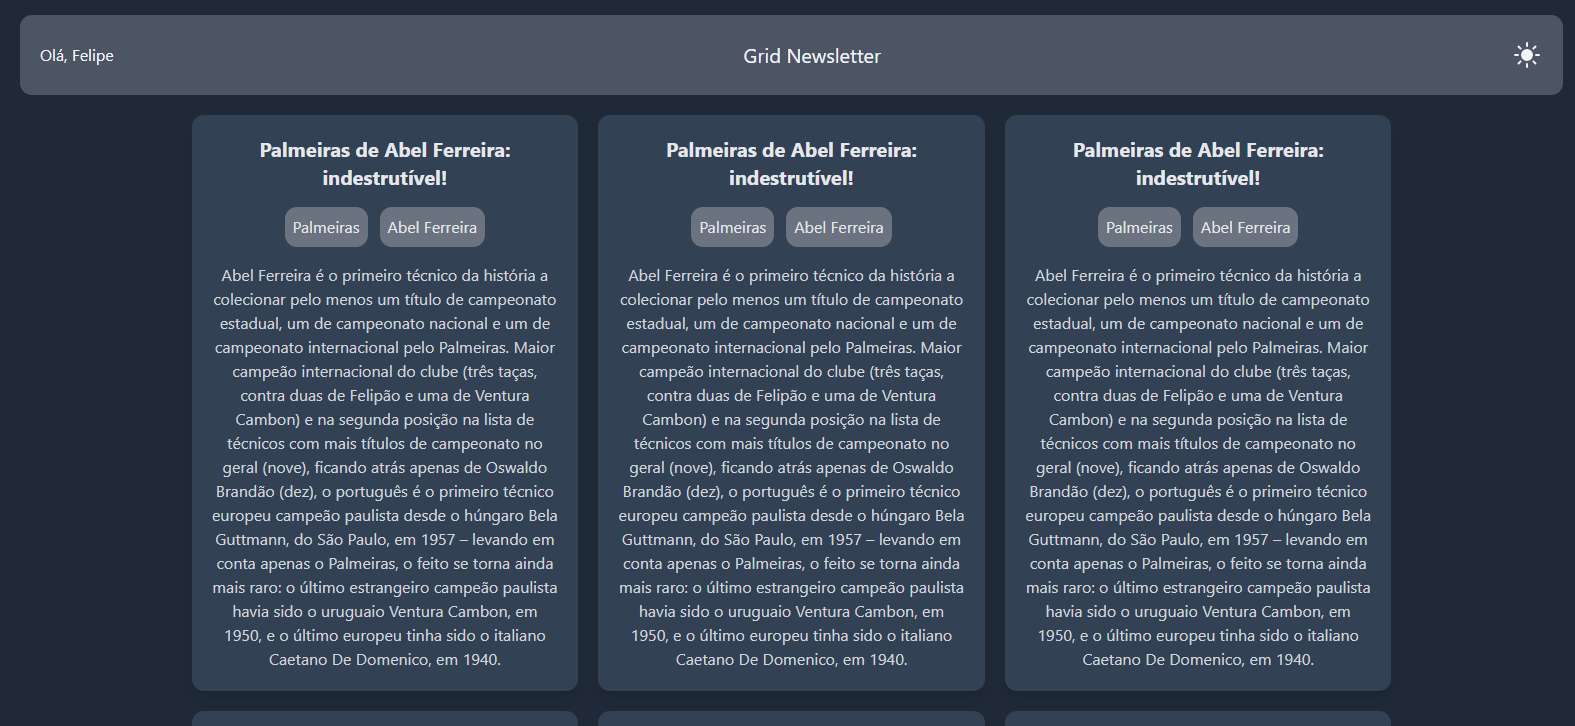 Olá, Felipe
Grid Newsletter
Palmeiras de Abel Ferreira:
indestrutível!
Palmeiras
Abel Ferreira
Abel Ferreira é o primeiro técnico da história a
colecionar pelo menos um título de campeonato
estadual, um de campeonato nacional e um de
campeonato internacional pelo Palmeiras. Maior
campeão internacional do clube (três taças,
contra duas de Felipão e uma de Ventura
Cambon) e na segunda posição na lista de
técnicos com mais títulos de campeonato no
geral (nove), ficando atrás apenas de Oswaldo
Brandão (dez), o português é o primeiro técnico
europeu campeão paulista desde o húngaro Bela
Guttmann, do São Paulo, em 1957 – levando em
conta apenas o Palmeiras, o feito se torna ainda
mais raro: o último estrangeiro campeão paulista
havia sido o uruguaio Ventura Cambon, em
1950, e o último europeu tinha sido o italiano
Caetano De Domenico, em 1940.
Palmeiras de Abel Ferreira:
indestrutível!
Palmeiras
Abel Ferreira
Abel Ferreira é o primeiro técnico da história a
colecionar pelo menos um título de campeonato
estadual, um de campeonato nacional e um de
campeonato internacional pelo Palmeiras. Maior
campeão internacional do clube (três taças,
contra duas de Felipão e uma de Ventura
Cambon) e na segunda posição na lista de
técnicos com mais títulos de campeonato no
geral (nove), ficando atrás apenas de Oswaldo
Brandão (dez), o português é o primeiro técnico
europeu campeão paulista desde o húngaro Bela
Guttmann, do São Paulo, em 1957 – levando em
conta apenas o Palmeiras, o feito se torna ainda
mais raro: o último estrangeiro campeão paulista
havia sido o uruguaio Ventura Cambon, em
1950, e o último europeu tinha sido o italiano
Caetano De Domenico, em 1940.
Palmeiras de Abel Ferreira:
indestrutível!
Palmeiras
Abel Ferreira
Abel Ferreira é o primeiro técnico da história a
colecionar pelo menos um título de campeonato
estadual, um de campeonato nacional e um de
campeonato internacional pelo Palmeiras. Maior
campeão internacional do clube (três taças,
contra duas de Felipão e uma de Ventura
Cambon) e na segunda posição na lista de
técnicos com mais títulos de campeonato no
geral (nove), ficando atrás apenas de Oswaldo
Brandão (dez), o português é o primeiro técnico
europeu campeão paulista desde o húngaro Bela
Guttmann, do São Paulo, em 1957 – levando em
conta apenas o Palmeiras, o feito se torna ainda
mais raro: o último estrangeiro campeão paulista
havia sido o uruguaio Ventura Cambon, em
1950, e o último europeu tinha sido o italiano
Caetano De Domenico, em 1940.